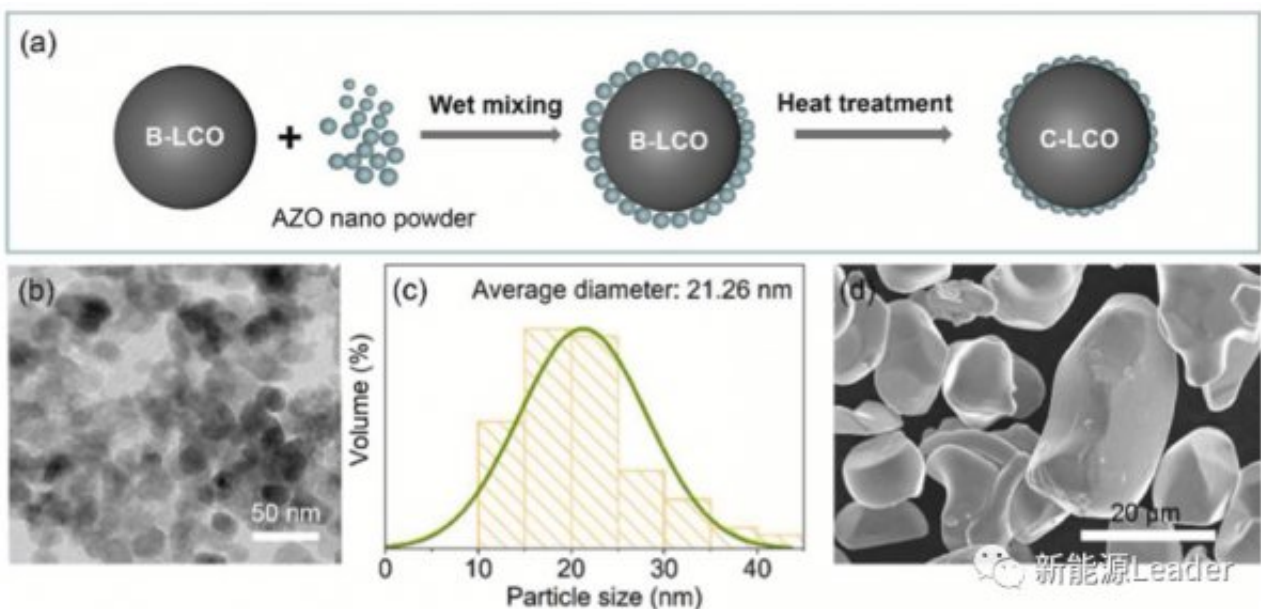 (a)
B-LCO
+
AZO nano powder
Wet mixing
B-LCO
Heat treatment
C-LCO
(b)
50 nm
(c)
Average diameter: 21.26 nm
Volume (%)
0 10 20 30 40
Particle size (nm)
(d)
20 μm
新能源Leader